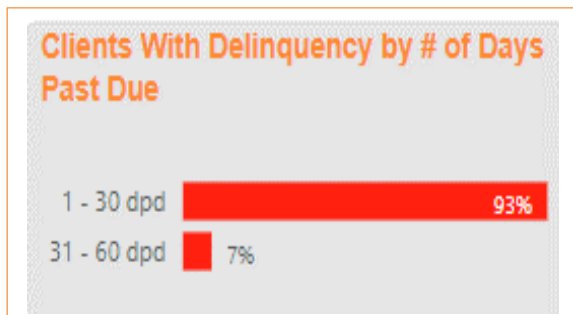 Clients With Delinquency by # of Days
Past Due
1 - 30 dpd 93%
31 - 60 dpd 7%